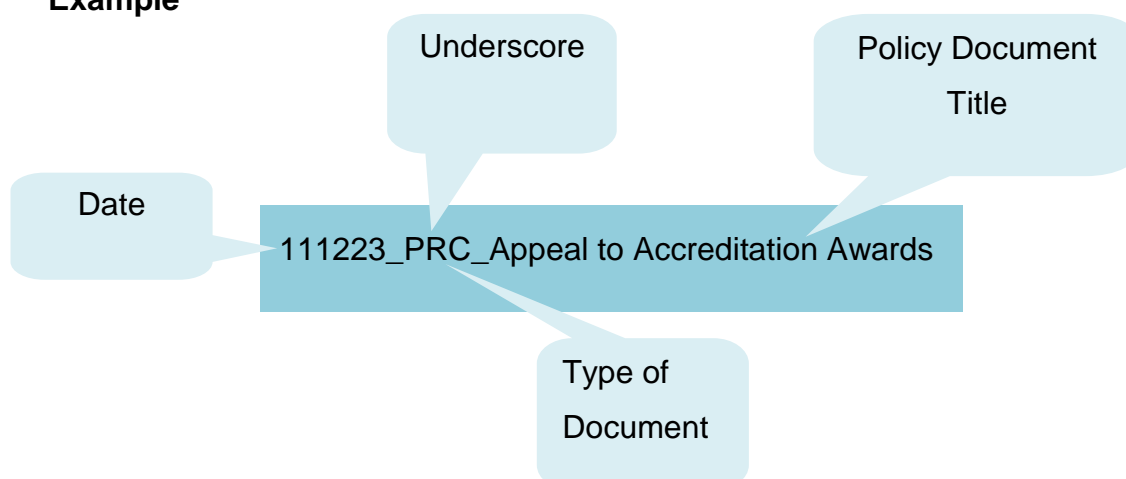 Example
Underscore
Policy Document
Title
Date
111223_PRC_Appeal to Accreditation Awards
Type of
Document